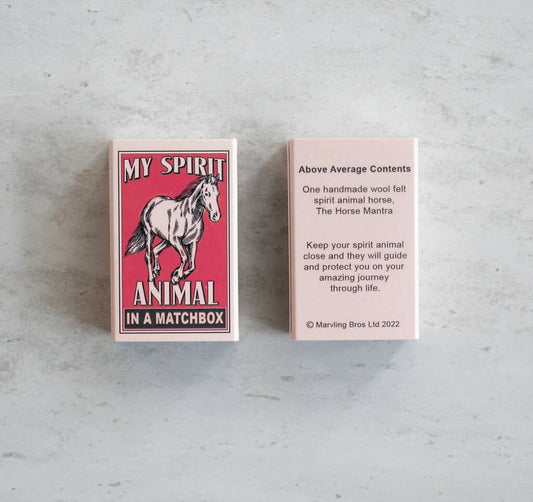 MY SPIRIT
ANIMAL
IN A MATCHBOX
Above Average Contents
One handmade wool felt
spirit animal horse,
The Horse Mantra
Keep your spirit animal
close and they will guide
and protect you on your
amazing journey
through life.
© Marvling Bros Ltd 2022